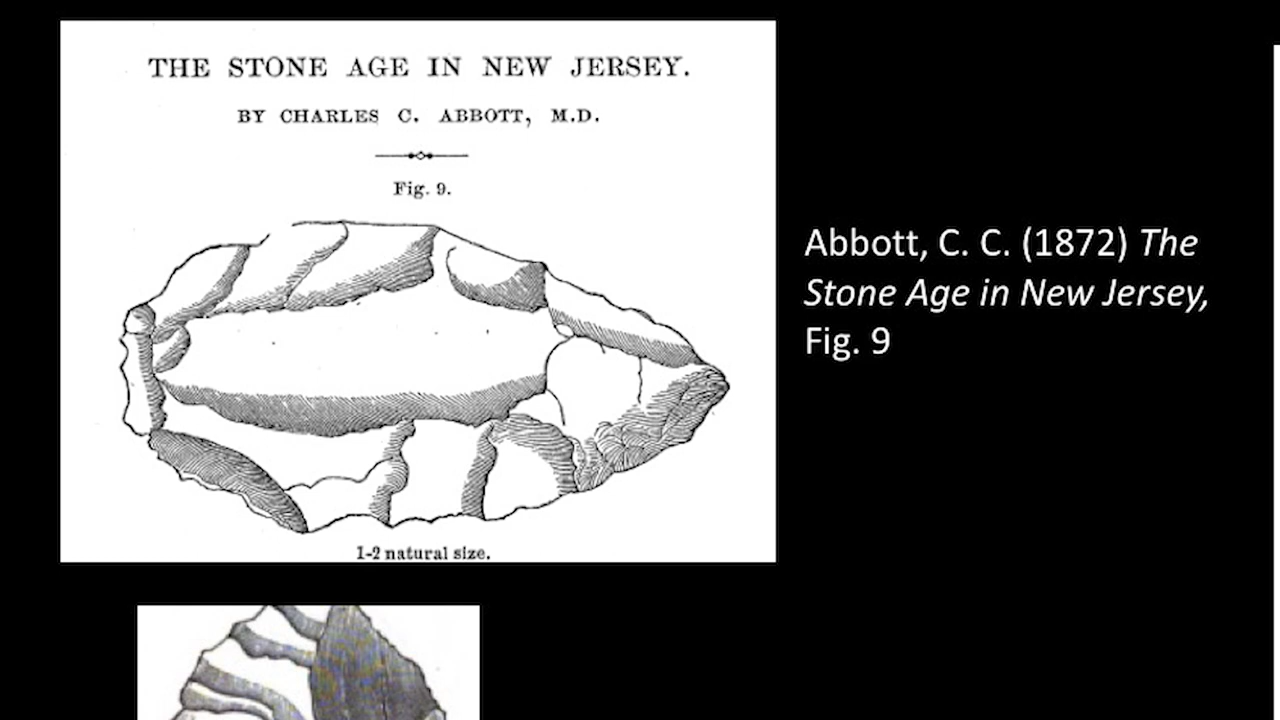 THE STONE AGE IN NEW JERSEY.
BY CHARLES C. ABBOTT, M.D.
Fig. 9.
1-2 natural size.
Abbott, C. C. (1872) The
Stone Age in New Jersey,
Fig. 9